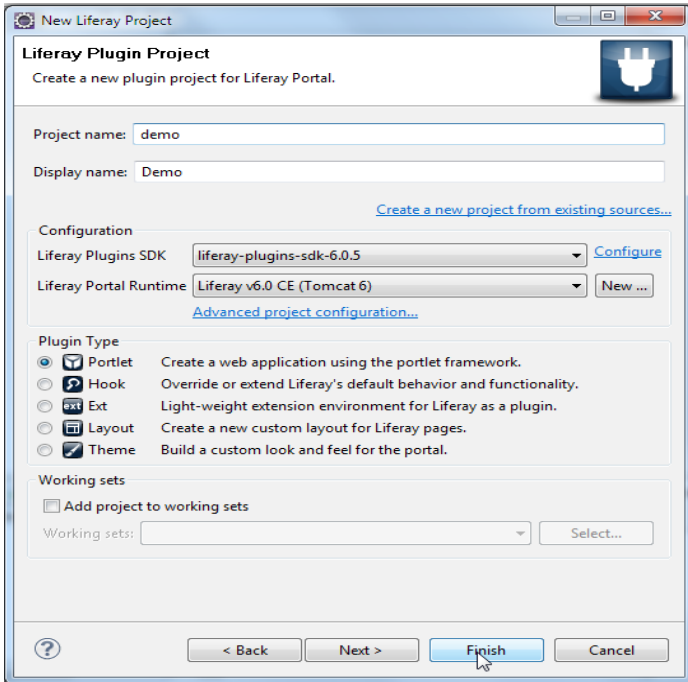 New Liferay Project
Liferay Plugin Project
Create a new plugin project for Liferay Portal.
Project name: demo
Display name: Demo
Create a new project from existing sources...
Configuration
Liferay Plugins SDK liferay-plugins-sdk-6.0.5 Configure
Liferay Portal Runtime Liferay v6.0 CE (Tomcat 6) New ...
Advanced project configuration...
Plugin Type
Portlet Create a web application using the portlet framework.
Hook Override or extend Liferay's default behavior and functionality.
ext Ext Light-weight extension environment for Liferay as a plugin.
Layout Create a new custom layout for Liferay pages.
Theme Build a custom look and feel for the portal.
Working sets
Add project to working sets
Working sets: Select...
? < Back Next > Finish Cancel